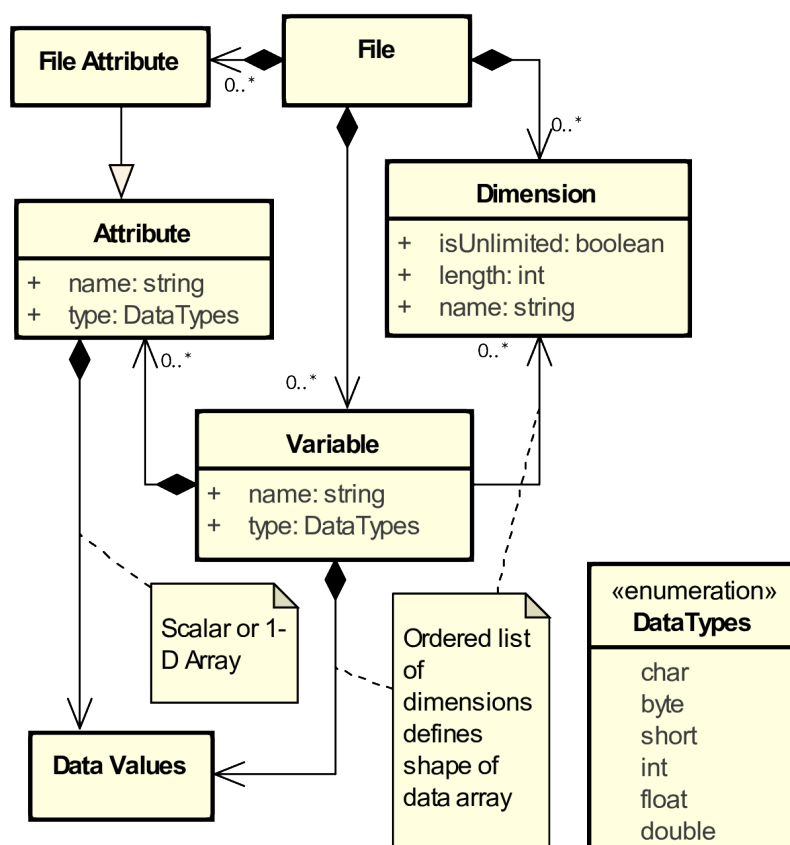 File Attribute
File
0..*
0..*
Dimension
+ isUnlimited: boolean
+ length: int
+ name: string
Attribute
+ name: string
+ type: DataTypes
0..*
0..*
0..*
Variable
+ name: string
+ type: DataTypes
Scalar or 1-
D Array
Ordered list
of
dimensions
defines
shape of
data array
«enumeration»
DataTypes
char
byte
short
int
float
double
Data Values